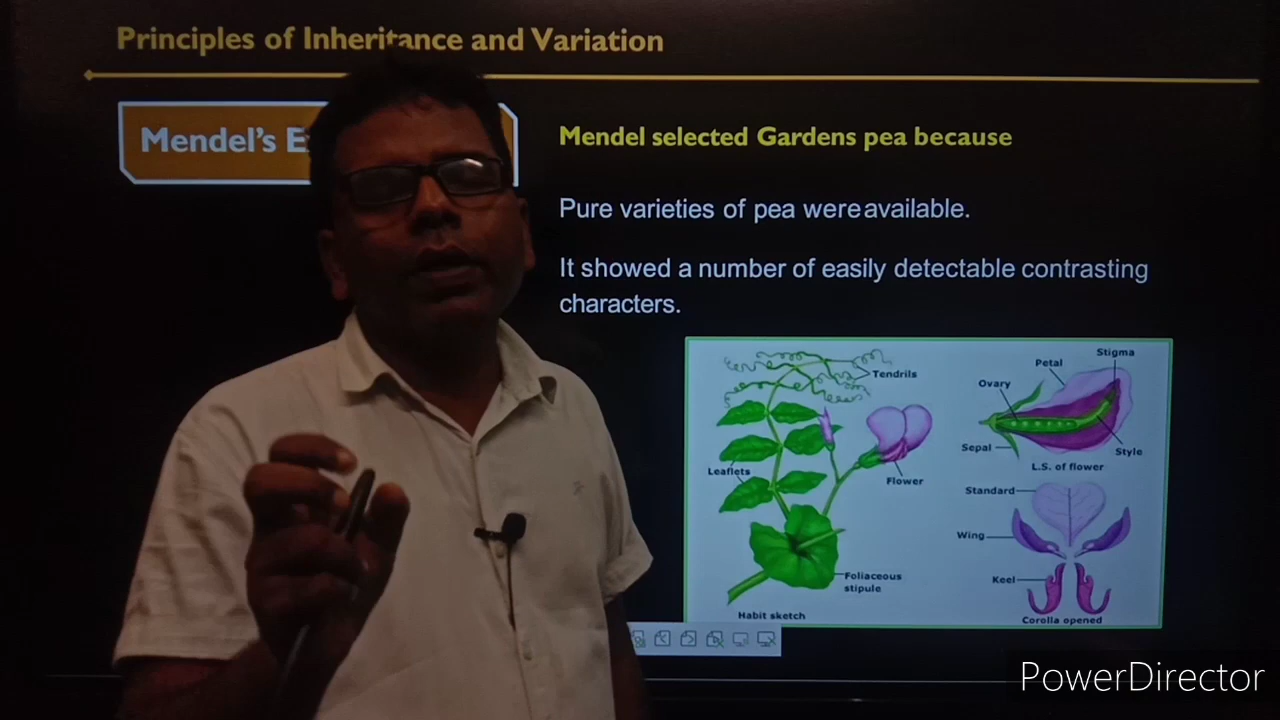 Principles of Inheritance and Variation
Mendel's E
Mendel selected Gardens pea because
Pure varieties of pea were available.
It showed a number of easily detectable contrasting
characters.
Tendrils
Leaflets
Flower
Foliaceous
stipule
Habit sketch
Stigma
Petal
Ovary
Sepal
Style
L.S. of flower
Standard
Wing
Keel
Corolla opened
PowerDirector